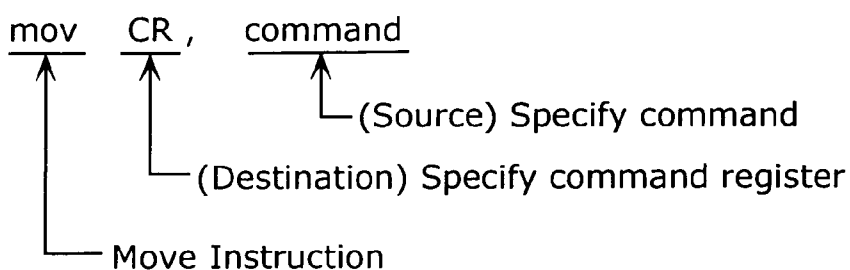 mov CR, command
(Source) Specify command
(Destination) Specify command register
Move Instruction